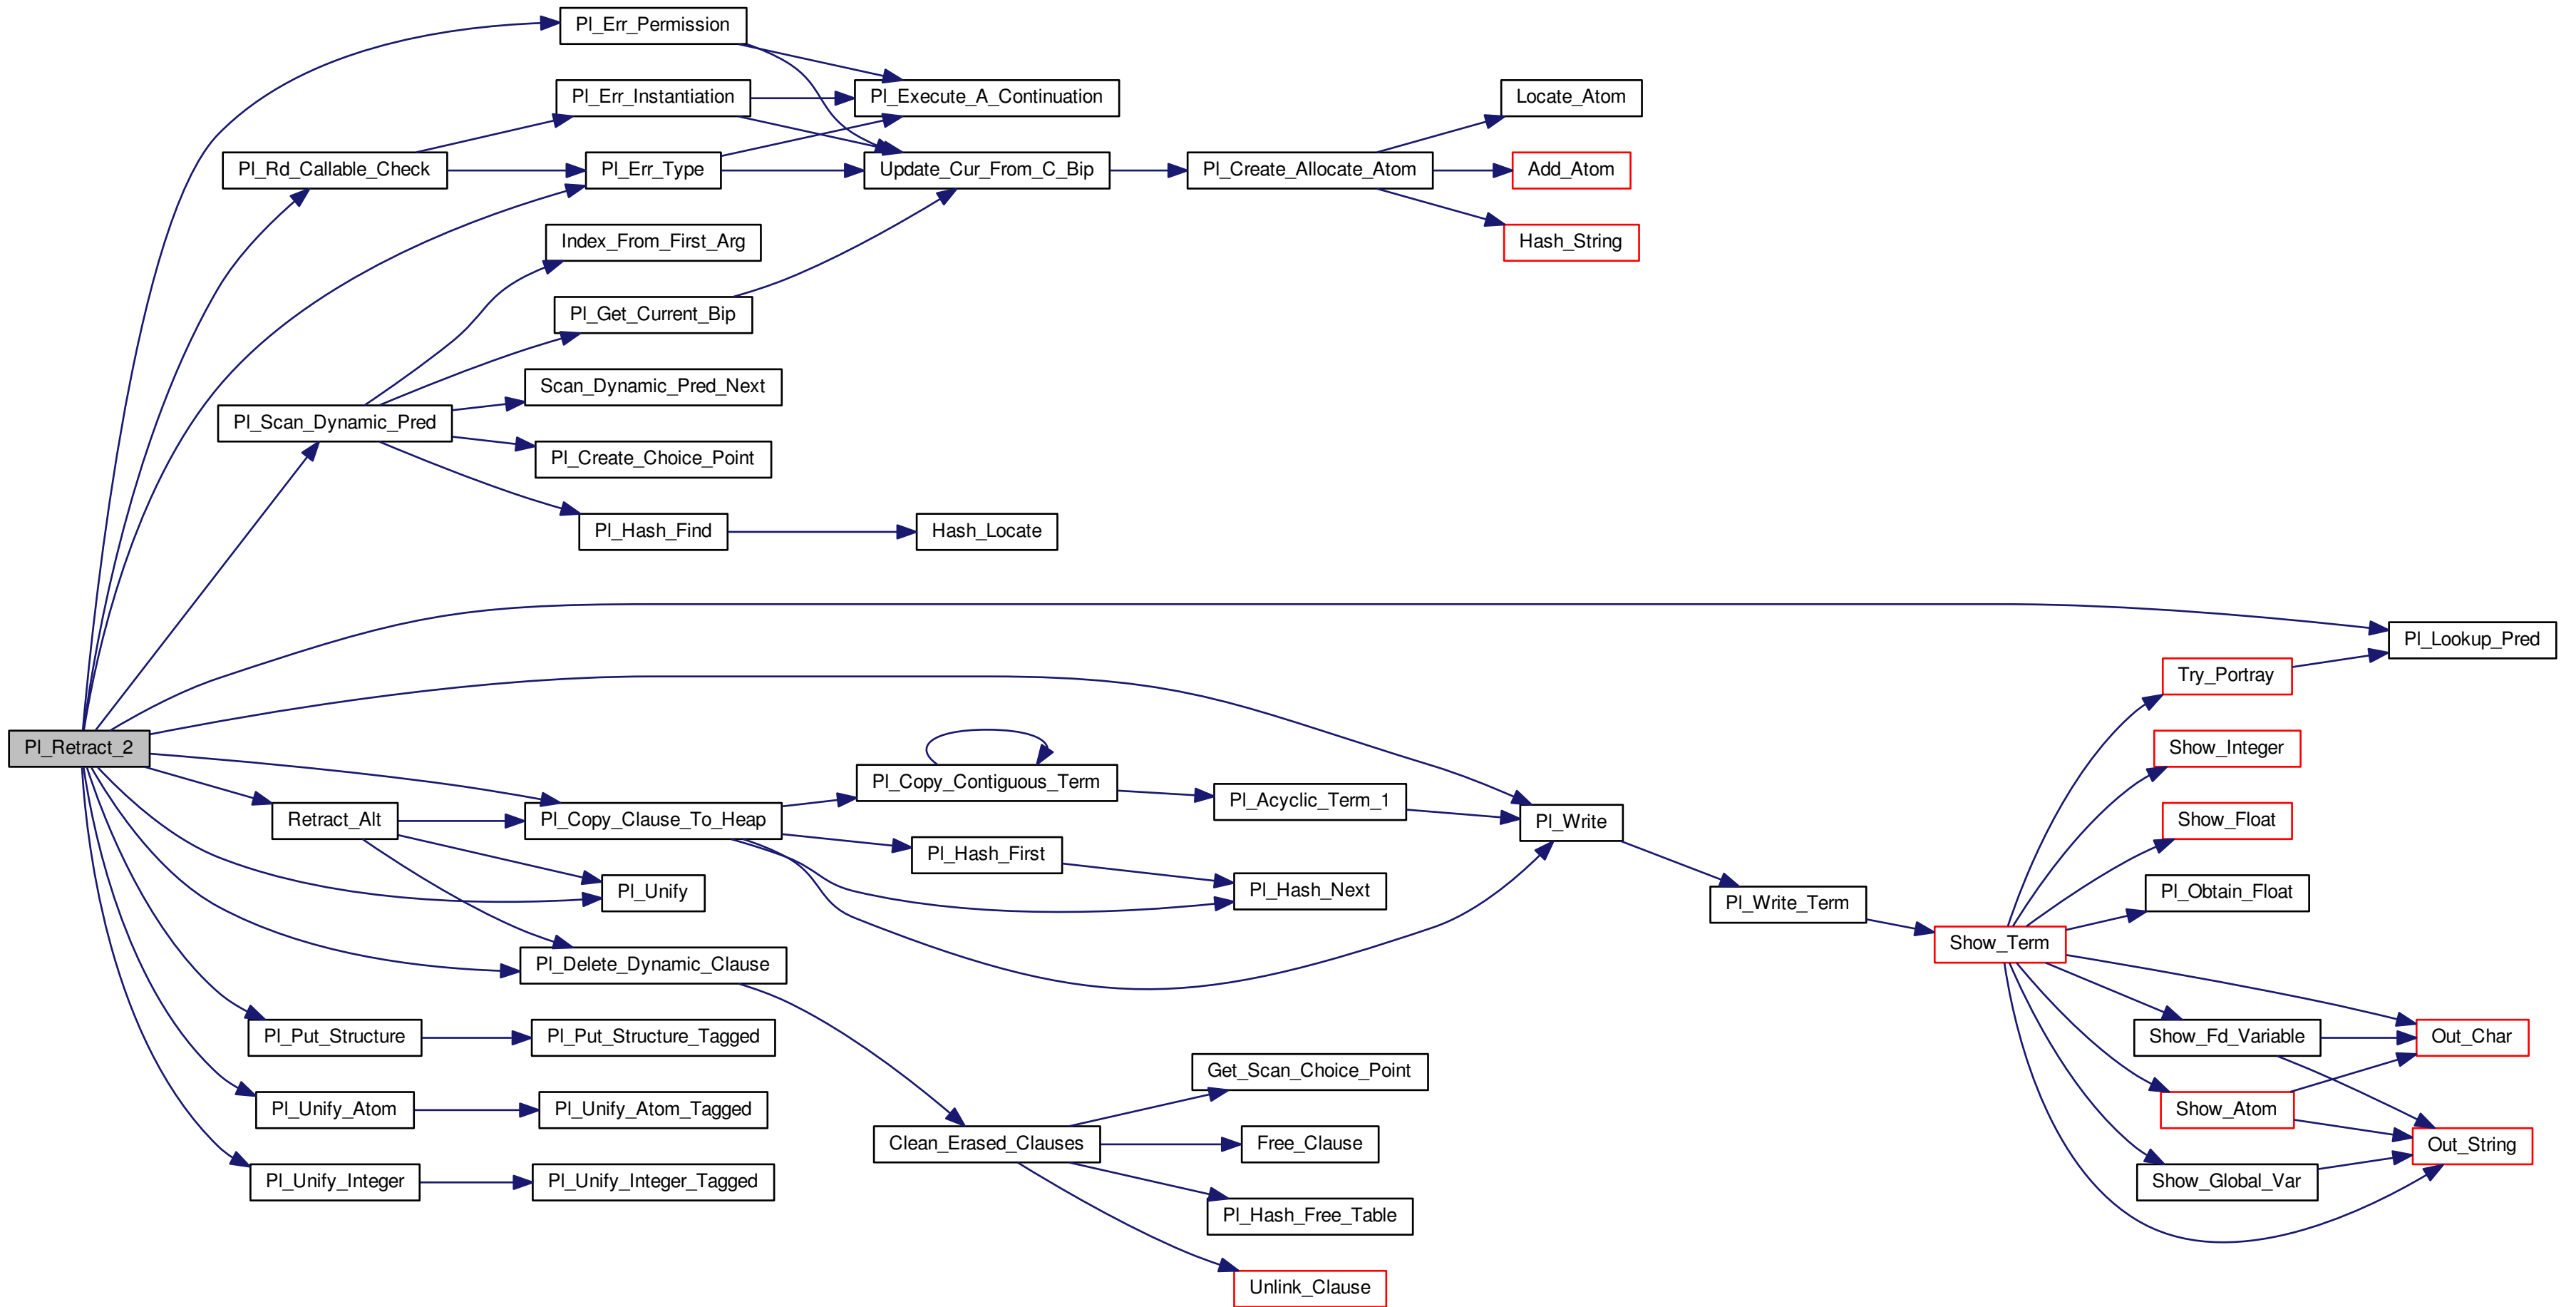 Pl_Err_Permission
Pl_Err_Instantiation
Pl_Execute_A_Continuation
Locate_Atom
Pl_Rd_Callable_Check
Pl_Err_Type
Update_Cur_From_C_Bip
Pl_Create_Allocate_Atom
Add_Atom
Index_From_First_Arg
Hash_String
Pl_Get_Current_Bip
Scan_Dynamic_Pred_Next
Pl_Scan_Dynamic_Pred
Pl_Create_Choice_Point
Pl_Hash_Find
Hash_Locate
Pl_Lookup_Pred
Try_Portray
Pl_Retract_2
Show_Integer
Pl_Copy_Contiguous_Term
Pl_Acyclic_Term_1
Retract_Alt
Pl_Copy_Clause_To_Heap
Pl_Write
Show_Float
Pl_Hash_First
Pl_Unify
Pl_Hash_Next
Pl_Write_Term
Pl_Obtain_Float
Show_Term
Pl_Delete_Dynamic_Clause
Pl_Put_Structure
Pl_Put_Structure_Tagged
Show_Fd_Variable
Out_Char
Get_Scan_Choice_Point
Pl_Unify_Atom
Pl_Unify_Atom_Tagged
Show_Atom
Clean_Erased_Clauses
Free_Clause
Out_String
Pl_Unify_Integer
Pl_Unify_Integer_Tagged
Show_Global_Var
Pl_Hash_Free_Table
Unlink_Clause